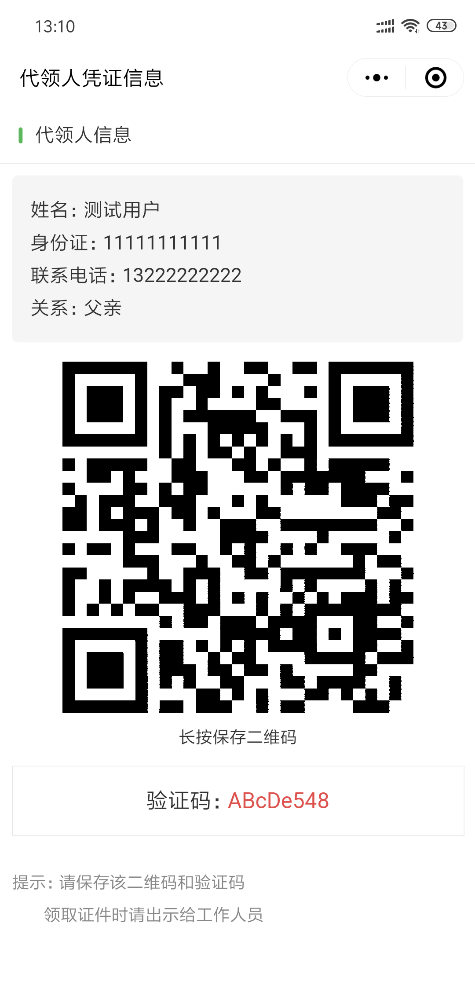 13:10
43
代领人凭证信息
代领人信息
姓名: 测试用户
身份证: 11111111111
联系电话: 13222222222
关系: 父亲
长按保存二维码
验证码: ABcDe548
提示: 请保存该二维码和验证码
领取证件时请出示给工作人员